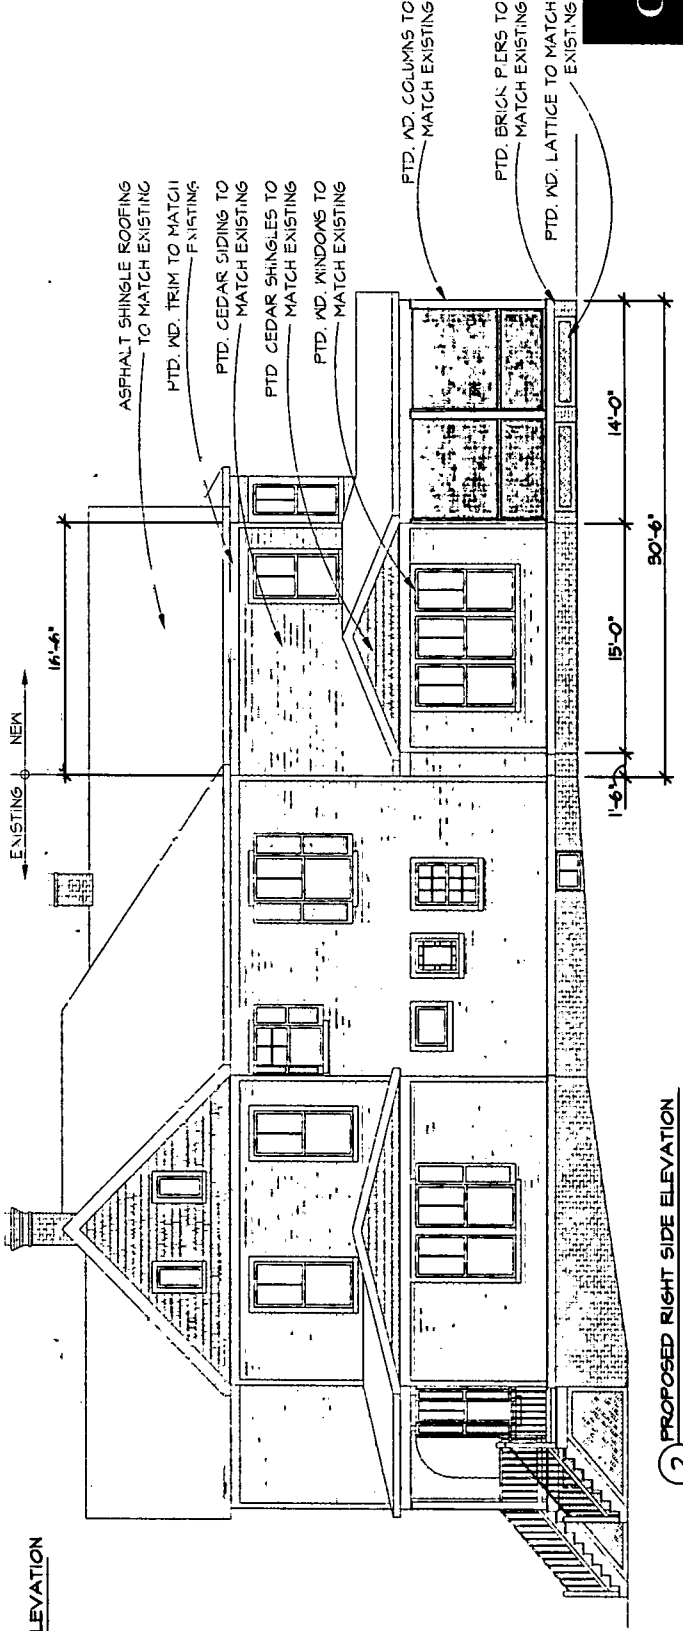 ASPHALT SHINGLE ROOFING
TO MATCH EXISTING
PTD. WD. TRIM TO MATCH
EXISTING
PTD. CEDAR SIDING TO
MATCH EXISTING
PTD CEDAR SHINGLES TO
MATCH EXISTING
PTD. WD. WINDOWS TO
MATCH EXISTING
PTD. WD. COLUMNS TO
MATCH EXISTING
PTD. BRICK PIERS TO
MATCH EXISTING
PTD. WD. LATTICE TO MATCH
EXISTING
EXISTING NEW
16'-6"
14'-0"
15'-0"
1'-6"
30'-6"
2 PROPOSED RIGHT SIDE ELEVATION
LEVATION